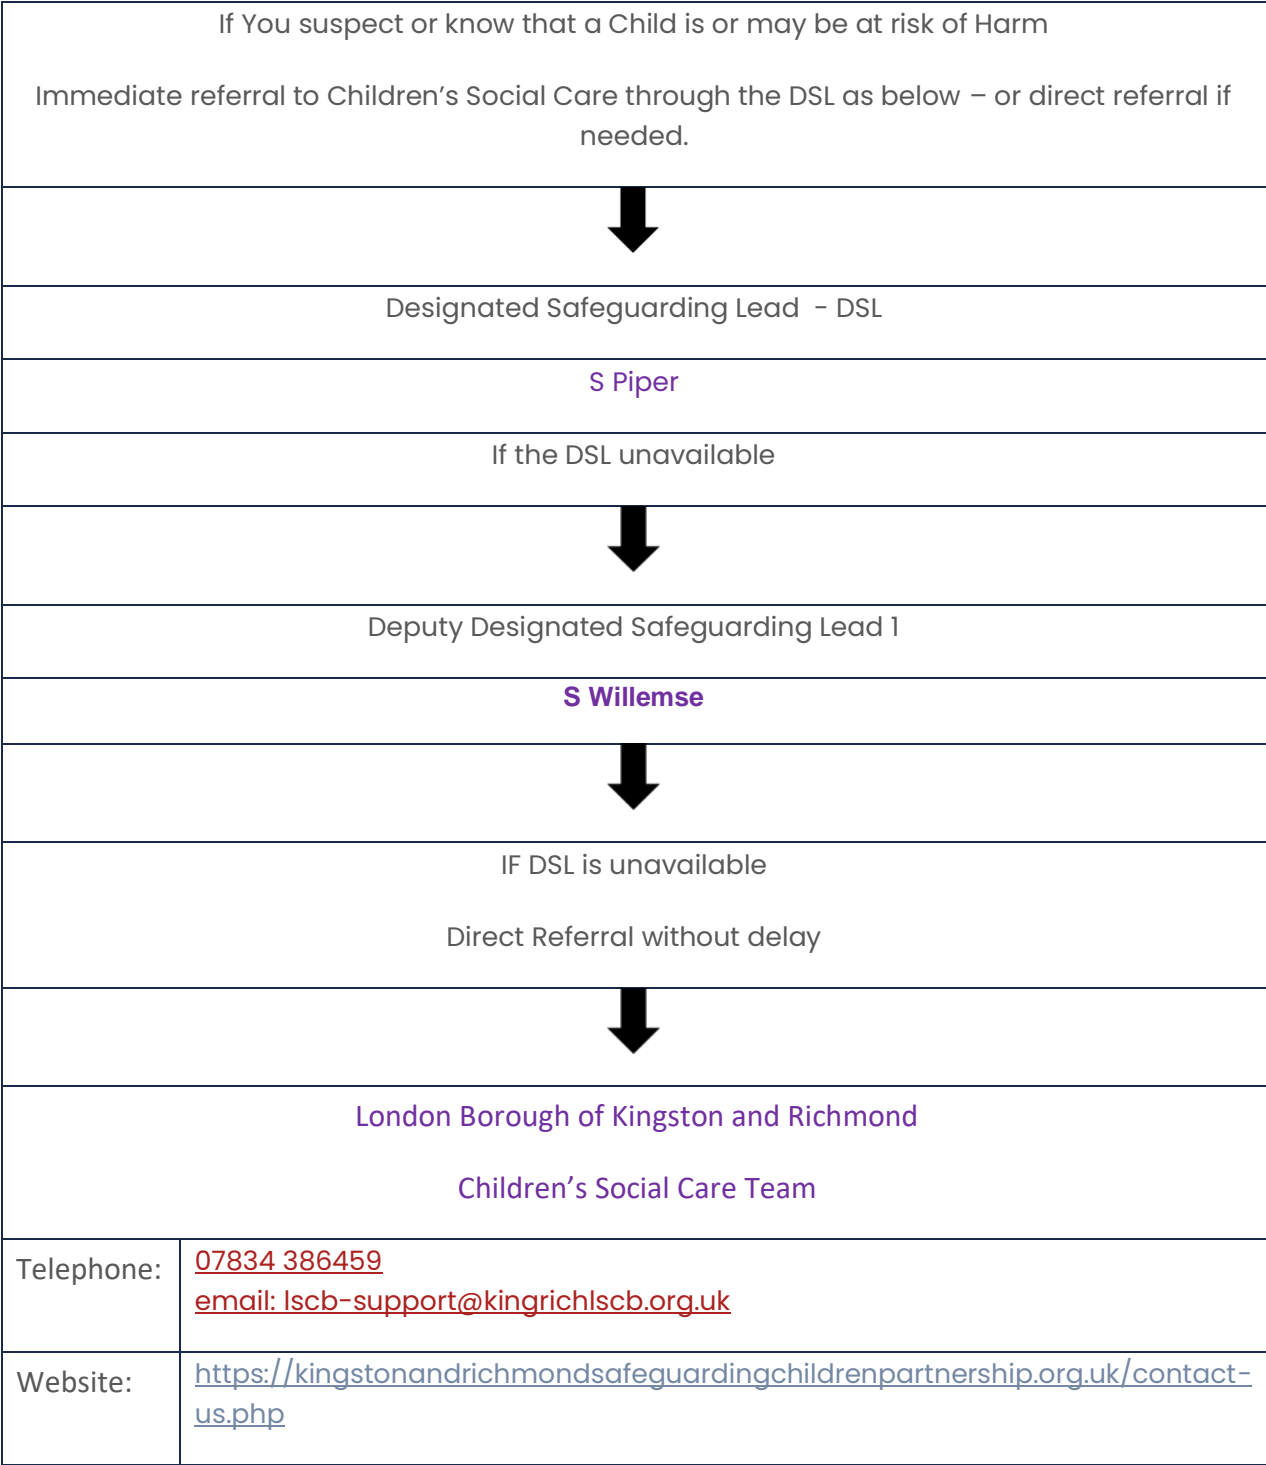 If You suspect or know that a Child is or may be at risk of Harm
Immediate referral to Children’s Social Care through the DSL as below – or direct referral if
needed.
Designated Safeguarding Lead - DSL
S Piper
If the DSL unavailable
Deputy Designated Safeguarding Lead 1
S Willemse
IF DSL is unavailable
Direct Referral without delay
London Borough of Kingston and Richmond
Children’s Social Care Team
Telephone: 07834 386459
email: lscb-support@kingrichlscb.org.uk
Website: https://kingstonandrichmondsafeguardingchildrenpartnership.org.uk/contact-
us.php